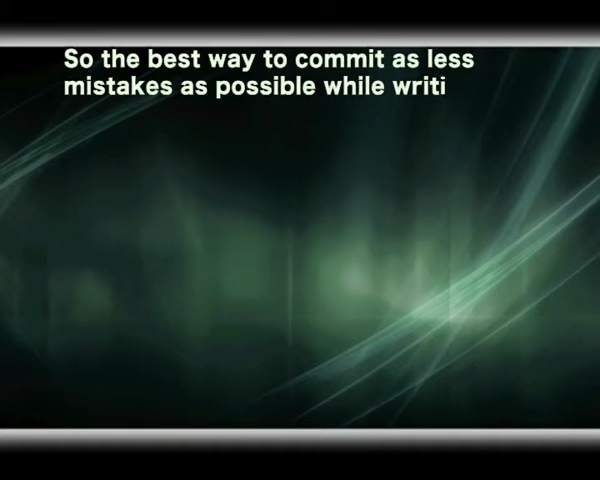 So the best way to commit as less
mistakes as possible while writi